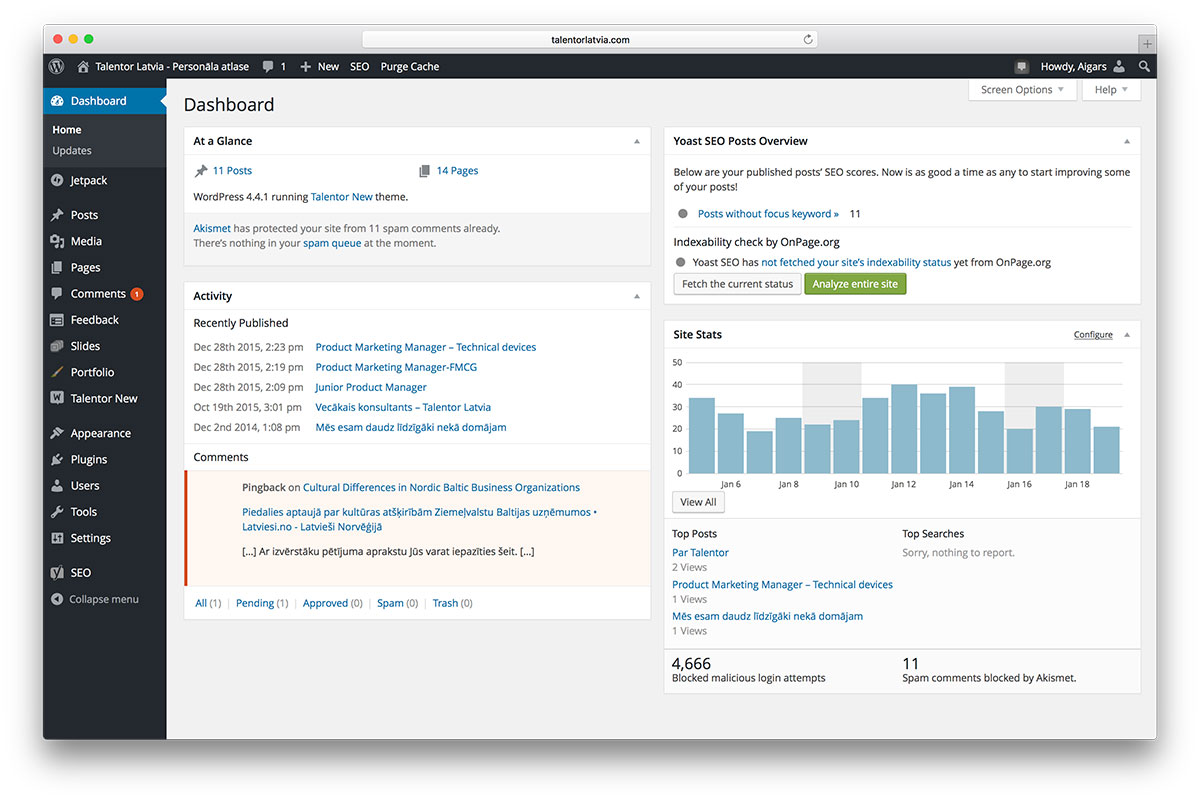 talentorlatvia.com
Talentor Latvia - Personāla atlase 1 New SEO Purge Cache Howdy, Aigars
Dashboard
Home
Updates
Jetpack
Posts
Media
Pages
Comments 1
Feedback
Slides
Portfolio
Talentor New
Appearance
Plugins
Users
Tools
Settings
SEO
Collapse menu
Screen Options
Help
Dashboard
At a Glance
11 Posts
14 Pages
WordPress 4.4.1 running Talentor New theme.
Akismet has protected your site from 11 spam comments already.
There’s nothing in your spam queue at the moment.
Activity
Recently Published
Dec 28th 2015, 2:23 pm Product Marketing Manager – Technical devices
Dec 28th 2015, 2:19 pm Product Marketing Manager-FMCG
Dec 28th 2015, 2:09 pm Junior Product Manager
Oct 19th 2015, 3:01 pm Vecākais konsultants – Talentor Latvia
Dec 2nd 2014, 1:08 pm Mēs esam daudz līdzīgāki nekā domājam
Comments
Pingback on Cultural Differences in Nordic Baltic Business Organizations
Piedalies aptaujā par kultūras atšķirībām Ziemeļvalstu Baltijas uzņēmumos •
Latviesi.no - Latvieši Norvēģijā
[...] Ar izvērstāku pētījuma aprakstu Jūs varat iepazīties šeit. [...]
All (1) | Pending (1) | Approved (0) | Spam (0) | Trash (0)
Yoast SEO Posts Overview
Below are your published posts’ SEO scores. Now is as good a time as any to start improving some
of your posts!
Posts without focus keyword » 11
Indexability check by OnPage.org
Yoast SEO has not fetched your site’s indexability status yet from OnPage.org
Fetch the current status
Analyze entire site
Site Stats
Configure
50
40
30
20
10
0
Jan 6 Jan 8 Jan 10 Jan 12 Jan 14 Jan 16 Jan 18
View All
Top Posts
Par Talentor
2 Views
Product Marketing Manager – Technical devices
1 Views
Mēs esam daudz līdzīgāki nekā domājam
1 Views
Top Searches
Sorry, nothing to report.
4,666
Blocked malicious login attempts
11
Spam comments blocked by Akismet.